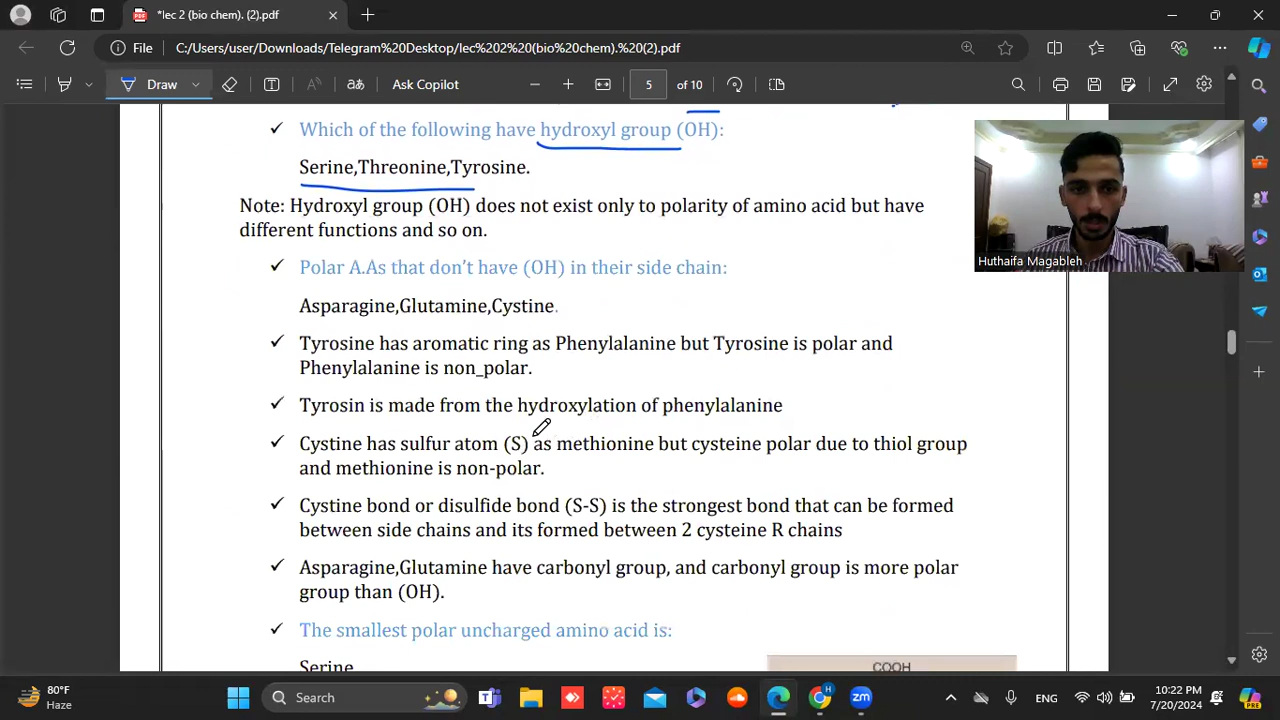 *lec 2 (bio chem). (2).pdf
File
C:/Users/user/Downloads/Telegram%20Desktop/lec%202%20(bio%20chem).%20(2).pdf
Draw
Ask Copilot
5
of 10
Which of the following have hydroxyl group (OH):
Serine,Threonine,Tyrosine.
Note: Hydroxyl group (OH) does not exist only to polarity of amino acid but have
different functions and so on.
Polar A.As that don't have (OH) in their side chain:
Asparagine,Glutamine,Cystine.
Tyrosine has aromatic ring as Phenylalanine but Tyrosine is polar and
Phenylalanine is non_polar.
Tyrosin is made from the hydroxylation of phenylalanine
Cystine has sulfur atom (S) as methionine but cysteine polar due to thiol group
and methionine is non-polar.
Cystine bond or disulfide bond (S-S) is the strongest bond that can be formed
between side chains and its formed between 2 cysteine R chains
Asparagine,Glutamine have carbonyl group, and carbonyl group is more polar
group than (OH).
The smallest polar uncharged amino acid is:
Serine
COOH
Huthaifa Magableh
80°F
Haze
Search
ENG
10:22 PM
7/20/2024